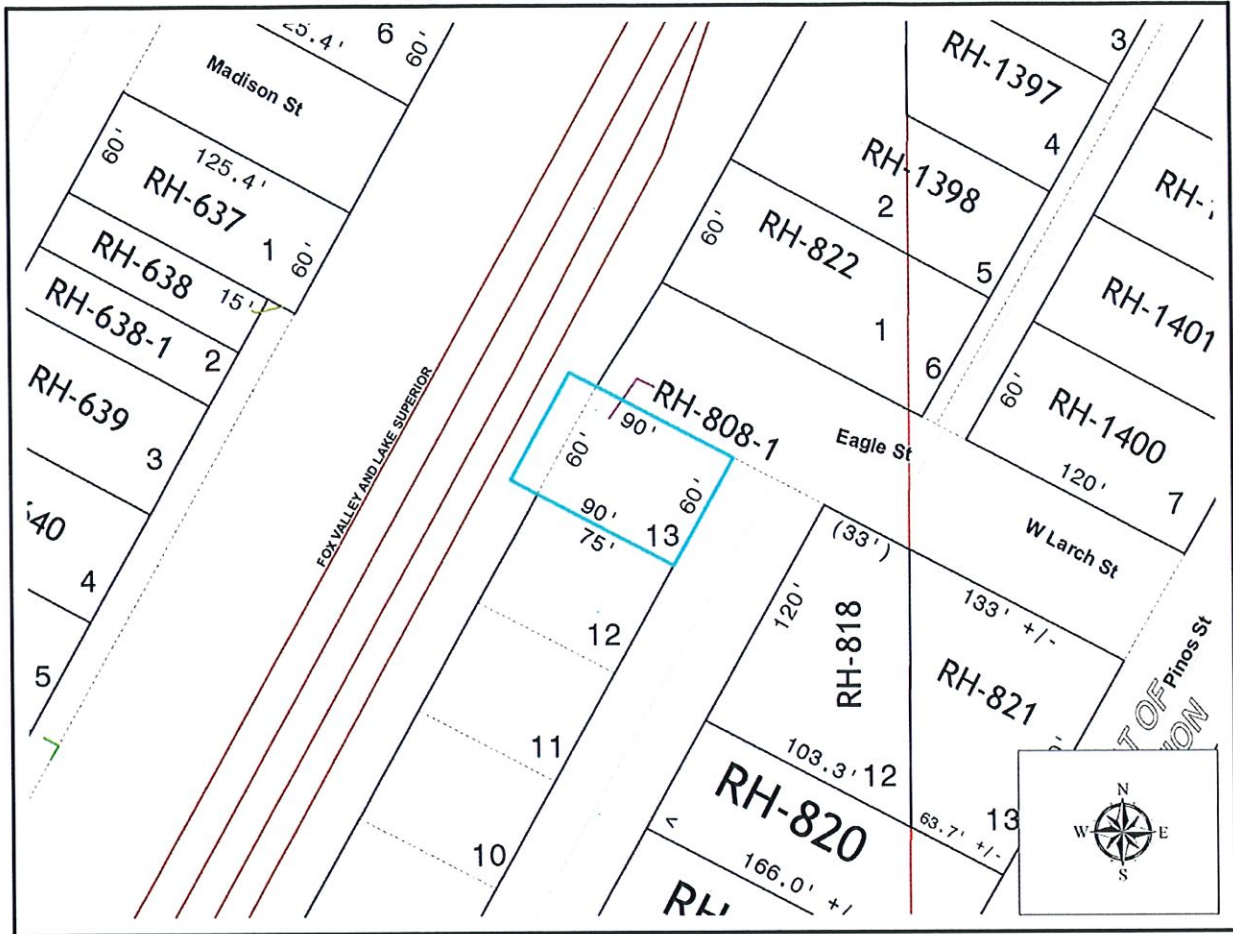 25.4'
6
60'
Madison St
60'
125.4'
RH-637
1
60'
RH-638
15'
RH-638-1
2
RH-639
3
4
5
FOX VALLEY AND LAKE SUPERIOR
3
RH-1397
4
RH-1398
2
5
60'
RH-822
1
6
RH-1401
60'
RH-1400
120'
7
RH-808-1
90'
60'
60'
90'
13
75'
12
11
10
Eagle St
W Larch St
Pinos St
(33')
133' +/-
120'
RH-818
RH-821
103.3'
12
63.7' +/-
13
RH-820
<
166.0' +/
OF
N
W
E
S